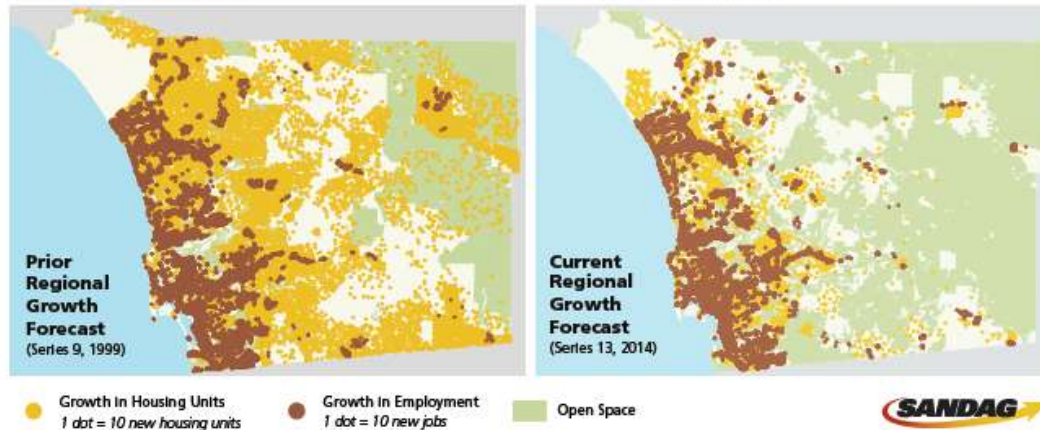 Prior
Regional
Growth
Forecast
(Series 9, 1999)
Current
Regional
Growth
Forecast
(Series 13, 2014)
Growth in Housing Units
1 dot = 10 new housing units
Growth in Employment
1 dot = 10 new jobs
Open Space
SANDAG